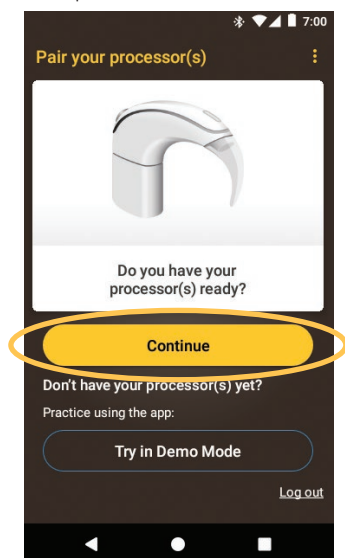 7:00
Pair your processor(s)
Do you have your
processor(s) ready?
Continue
Don't have your processor(s) yet?
Practice using the app:
Try in Demo Mode
Log out